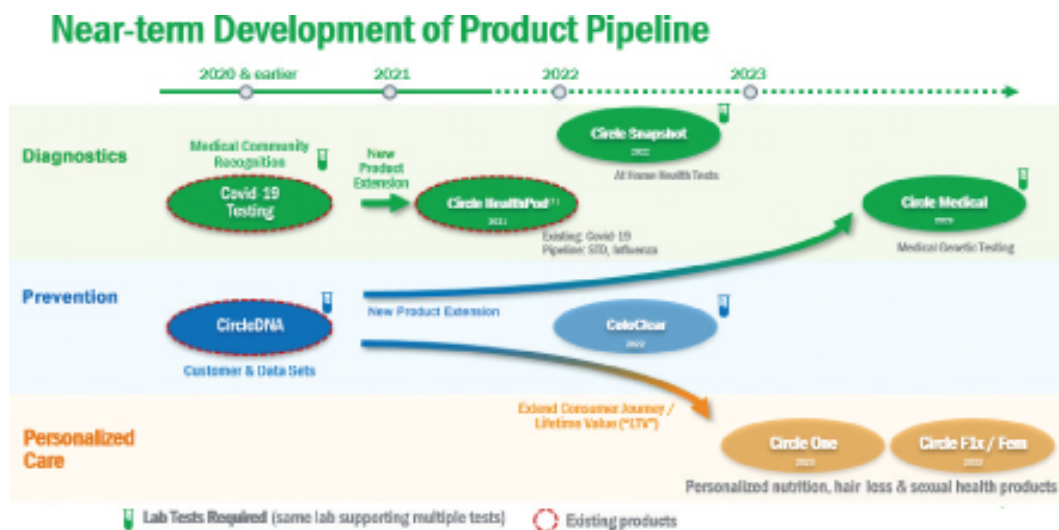 Near-term Development of Product Pipeline
2020 & earlier
2021
2022
2023
Diagnostics
Medical Community
Recognition
Covid-19
Testing
New
Product
Extension
Circle HealthPod(1)
2021
Existing: Covid-19
Pipeline: STD, Influenza
Circle Snapshot
2022
At Home Health Tests
Circle Medical
2023
Medical Genetic Testing
Prevention
CircleDNA
Customer & Data Sets
New Product Extension
ColoClear
2022
Personalized
Care
Extend Consumer Journey /
Lifetime Value ("LTV")
Circle One
2023
Circle F1x / Fem
2023
Personalized nutrition, hair loss & sexual health products
Lab Tests Required (same lab supporting multiple tests)
Existing products